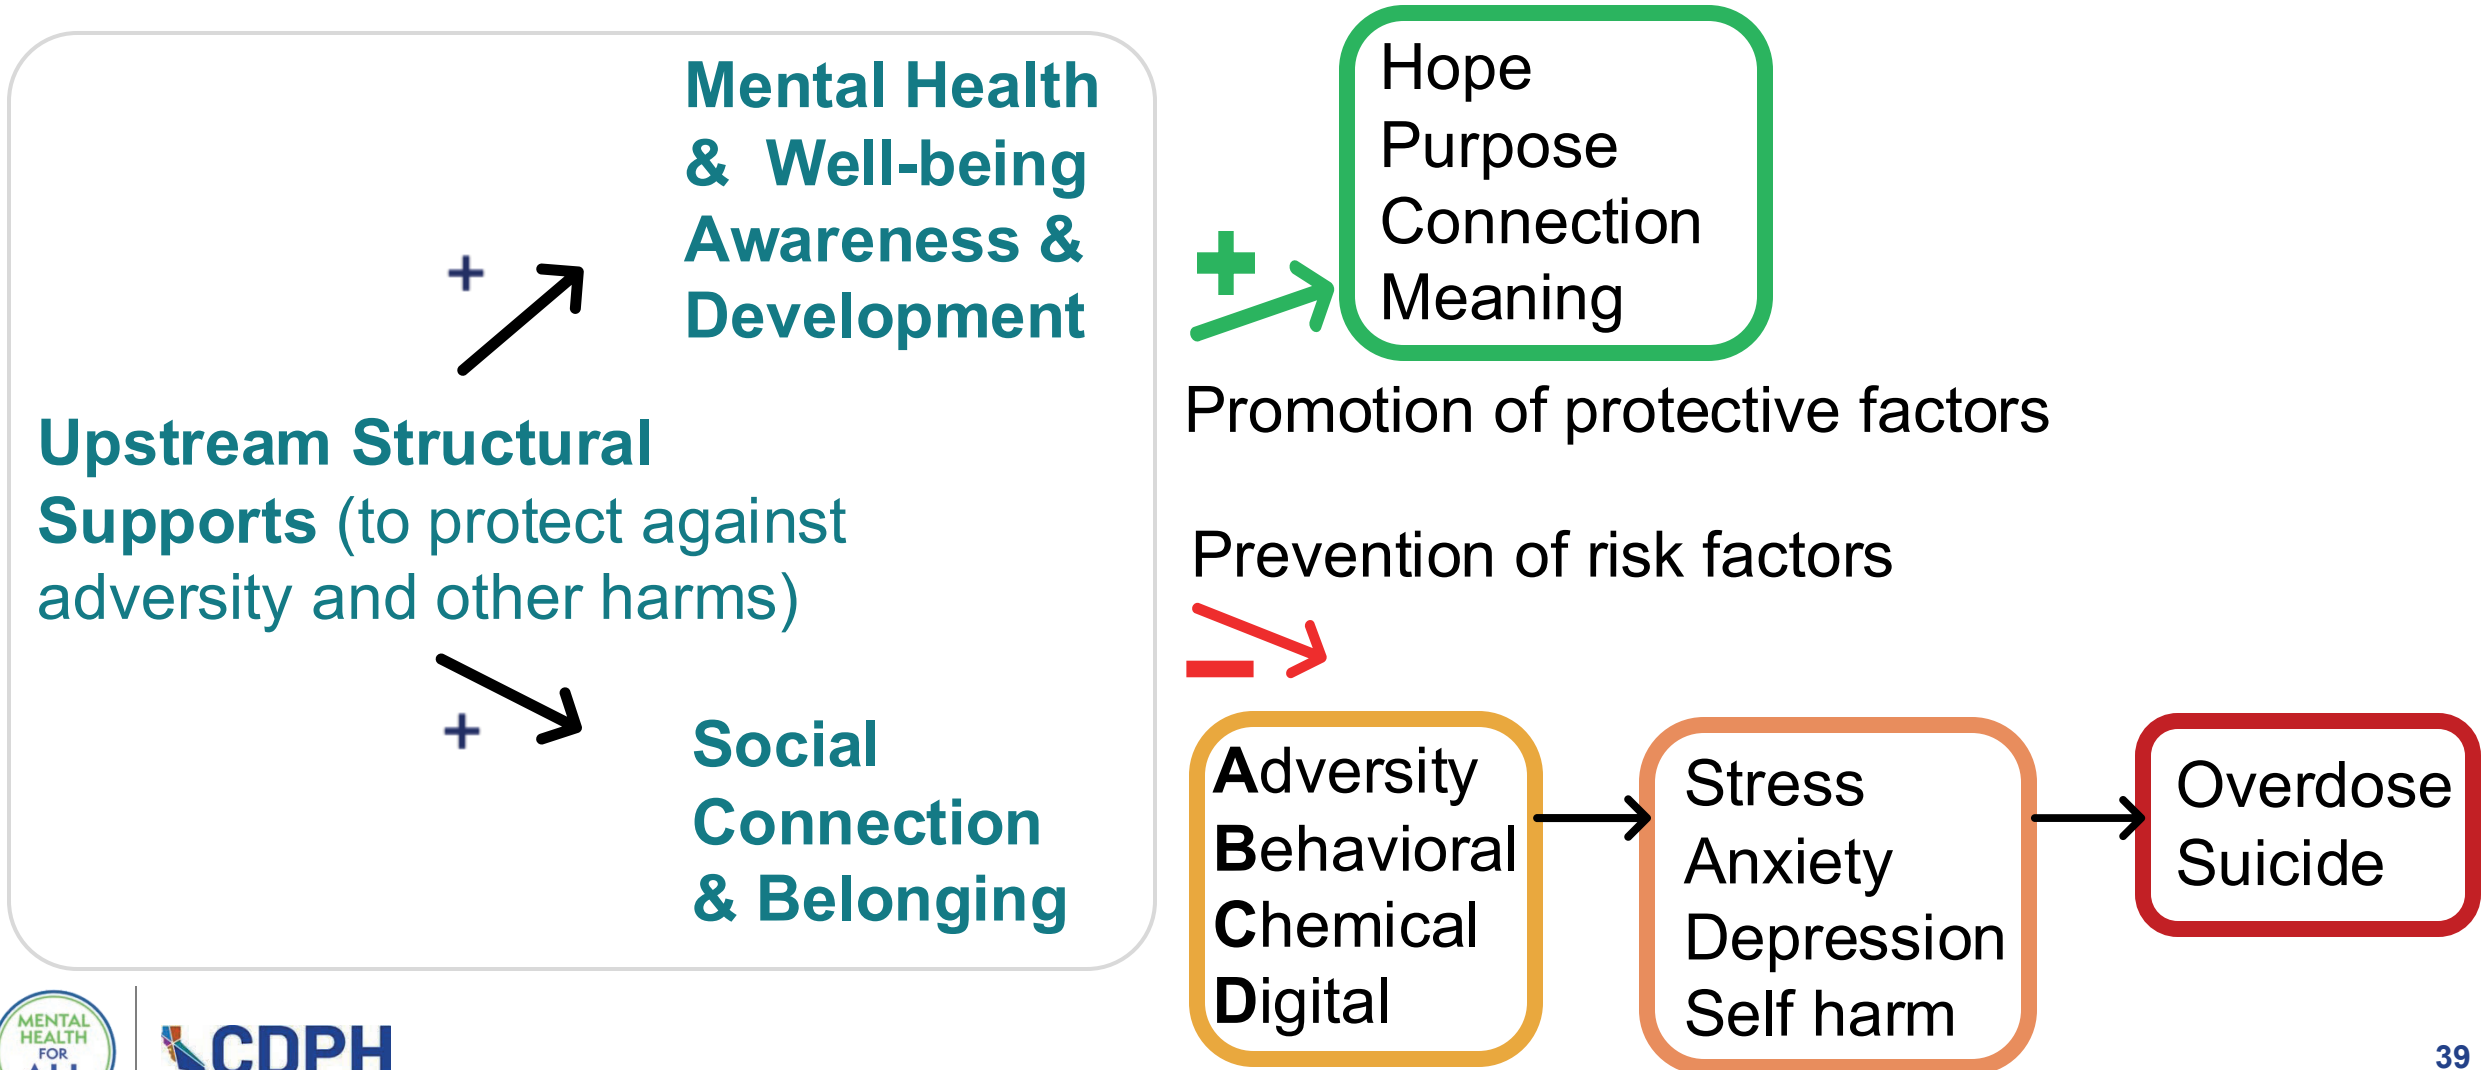 Mental Health
& Well-being
Awareness &
Development
+
Upstream Structural
Supports (to protect against
adversity and other harms)
+
Social
Connection
& Belonging
+
Hope
Purpose
Connection
Meaning
Promotion of protective factors
Prevention of risk factors
Adversity
Behavioral
Chemical
Digital
Stress
Anxiety
Depression
Self harm
Overdose
Suicide
MENTAL
HEALTH
FOR
ALL
CDPH
39